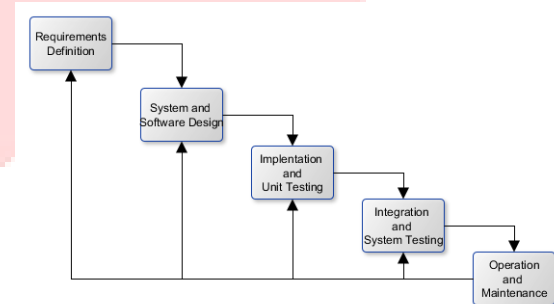 Requirements
Definition
System and
Software Design
Implentation
and
Unit Testing
Integration
and
System Testing
Operation
and
Maintenance